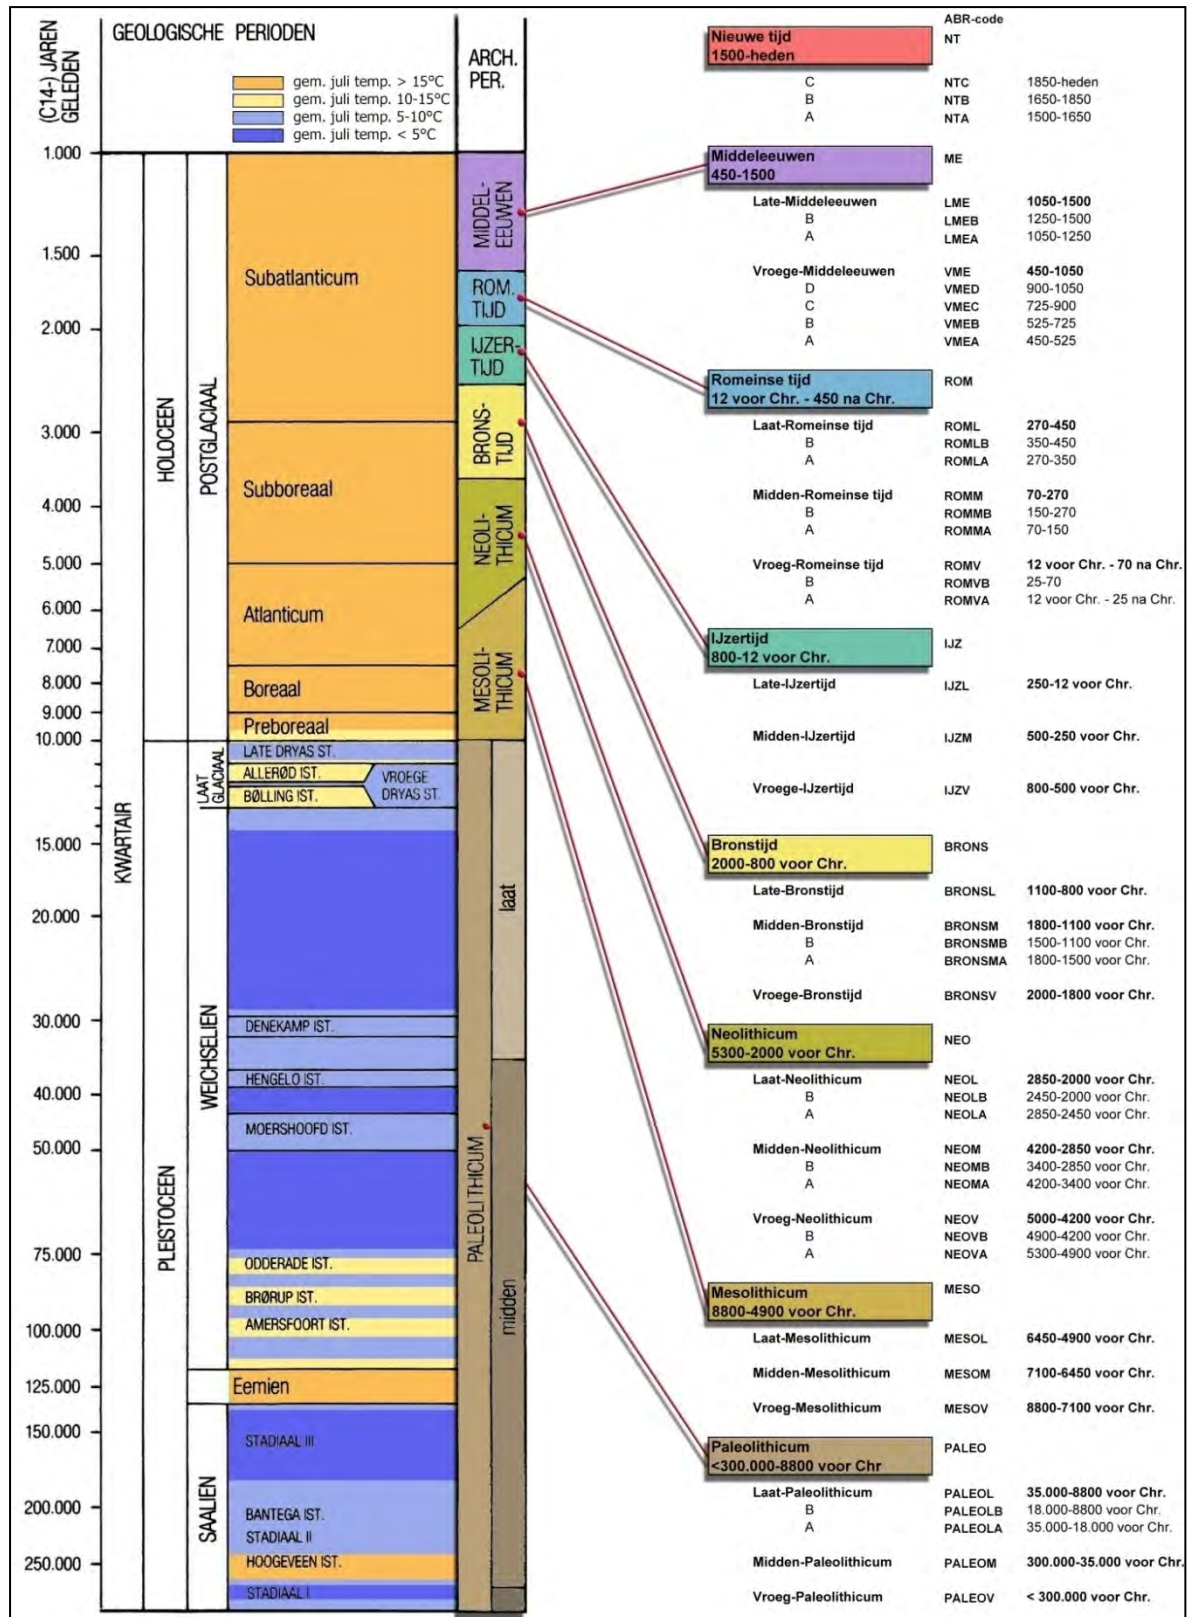 (C14-) JAREN
GELEDEN
GEOLOGISCHE PERIODEN
gem. juli temp. > 15°C
gem. juli temp. 10-15°C
gem. juli temp. 5-10°C
gem. juli temp. < 5°C
ARCH.
PER.
1.000
1.500
2.000
3.000
4.000
5.000
6.000
7.000
8.000
9.000
10.000
15.000
20.000
30.000
40.000
50.000
75.000
100.000
125.000
150.000
200.000
250.000
KWARTAIR
HOLOCEEN
PLEISTOCEEN
POSTGLACIAAL
LAAT
GLACIAAL
WEICHSELIEN
SAALIEN
Subatlanticum
Subboreaal
Atlanticum
Boreaal
Preboreaal
LATE DRYAS ST.
ALLERØD IST.
VROEGE
DRYAS ST.
BØLLING IST.
DENEKAMP IST.
HENGELO IST.
MOERSHOOFD IST.
ODDERADE IST.
BRØRUP IST.
AMERSFOORT IST.
Eemien
STADIAAL III
BANTEGA IST.
STADIAAL II
HOOGEVEEN IST.
STADIAAL I
MIDDEL-
EEUWEN
ROM.
TIJD
IJZER-
TIJD
BRONS-
TIJD
NEOLI-
THICUM
MESOLI-
THICUM
PALEOLITHICUM
laat
midden
ABR-code
Nieuwe tijd NT
1500-heden
C NTC 1850-heden
B NTB 1650-1850
A NTA 1500-1650
Middeleeuwen ME
450-1500
Late-Middeleeuwen LME 1050-1500
B LMEB 1250-1500
A LMEA 1050-1250
Vroege-Middeleeuwen VME 450-1050
D VMED 900-1050
C VMEC 725-900
B VMEB 525-725
A VMEA 450-525
Romeinse tijd ROM
12 voor Chr. - 450 na Chr.
Laat-Romeinse tijd ROML 270-450
B ROMLB 350-450
A ROMLA 270-350
Midden-Romeinse tijd ROMM 70-270
B ROMMB 150-270
A ROMMA 70-150
Vroeg-Romeinse tijd ROMV 12 voor Chr. - 70 na Chr.
B ROMVB 25-70
A ROMVA 12 voor Chr. - 25 na Chr.
IJzertijd IJZ
800-12 voor Chr.
Late-IJzertijd IJZL 250-12 voor Chr.
Midden-IJzertijd IJZM 500-250 voor Chr.
Vroege-IJzertijd IJZV 800-500 voor Chr.
Bronstijd BRONS
2000-800 voor Chr.
Late-Bronstijd BRONSL 1100-800 voor Chr.
Midden-Bronstijd BRONSM 1800-1100 voor Chr.
B BRONSMB 1500-1100 voor Chr.
A BRONSMA 1800-1500 voor Chr.
Vroege-Bronstijd BRONSV 2000-1800 voor Chr.
Neolithicum NEO
5300-2000 voor Chr.
Laat-Neolithicum NEOL 2850-2000 voor Chr.
B NEOLB 2450-2000 voor Chr.
A NEOLA 2850-2450 voor Chr.
Midden-Neolithicum NEOM 4200-2850 voor Chr.
B NEOMB 3400-2850 voor Chr.
A NEOMA 4200-3400 voor Chr.
Vroeg-Neolithicum NEOV 5000-4200 voor Chr.
B NEOVB 4900-4200 voor Chr.
A NEOVA 5300-4900 voor Chr.
Mesolithicum MESO
8800-4900 voor Chr.
Laat-Mesolithicum MESOL 6450-4900 voor Chr.
Midden-Mesolithicum MESOM 7100-6450 voor Chr.
Vroeg-Mesolithicum MESOV 8800-7100 voor Chr.
Paleolithicum PALEO
<300.000-8800 voor Chr
Laat-Paleolithicum PALEOL 35.000-8800 voor Chr.
B PALEOLB 18.000-8800 voor Chr.
A PALEOLA 35.000-18.000 voor Chr.
Midden-Paleolithicum PALEOM 300.000-35.000 voor Chr.
Vroeg-Paleolithicum PALEOV < 300.000 voor Chr.